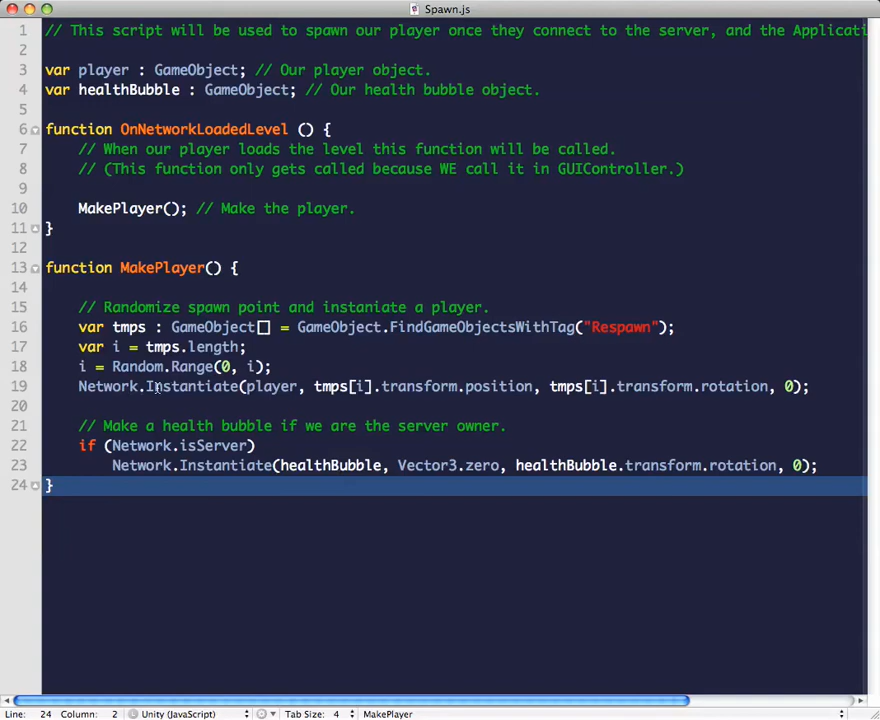 Spawn.js
1 // This script will be used to spawn our player once they connect to the server, and the Applicati
2
3 var player : GameObject; // Our player object.
4 var healthBubble : GameObject; // Our health bubble object.
5
6 function OnNetworkLoadedLevel () {
7 // When our player loads the level this function will be called.
8 // (This function only gets called because WE call it in GUIController.)
9
10 MakePlayer(); // Make the player.
11 }
12
13 function MakePlayer() {
14
15 // Randomize spawn point and instaniate a player.
16 var tmps : GameObject[] = GameObject.FindGameObjectsWithTag("Respawn");
17 var i = tmps.length;
18 i = Random.Range(0, i);
19 Network.Instantiate(player, tmps[i].transform.position, tmps[i].transform.rotation, 0);
20
21 // Make a health bubble if we are the server owner.
22 if (Network.isServer)
23 Network.Instantiate(healthBubble, Vector3.zero, healthBubble.transform.rotation, 0);
24 }
Line: 24 Column: 2 Unity (JavaScript) Tab Size: 4 MakePlayer